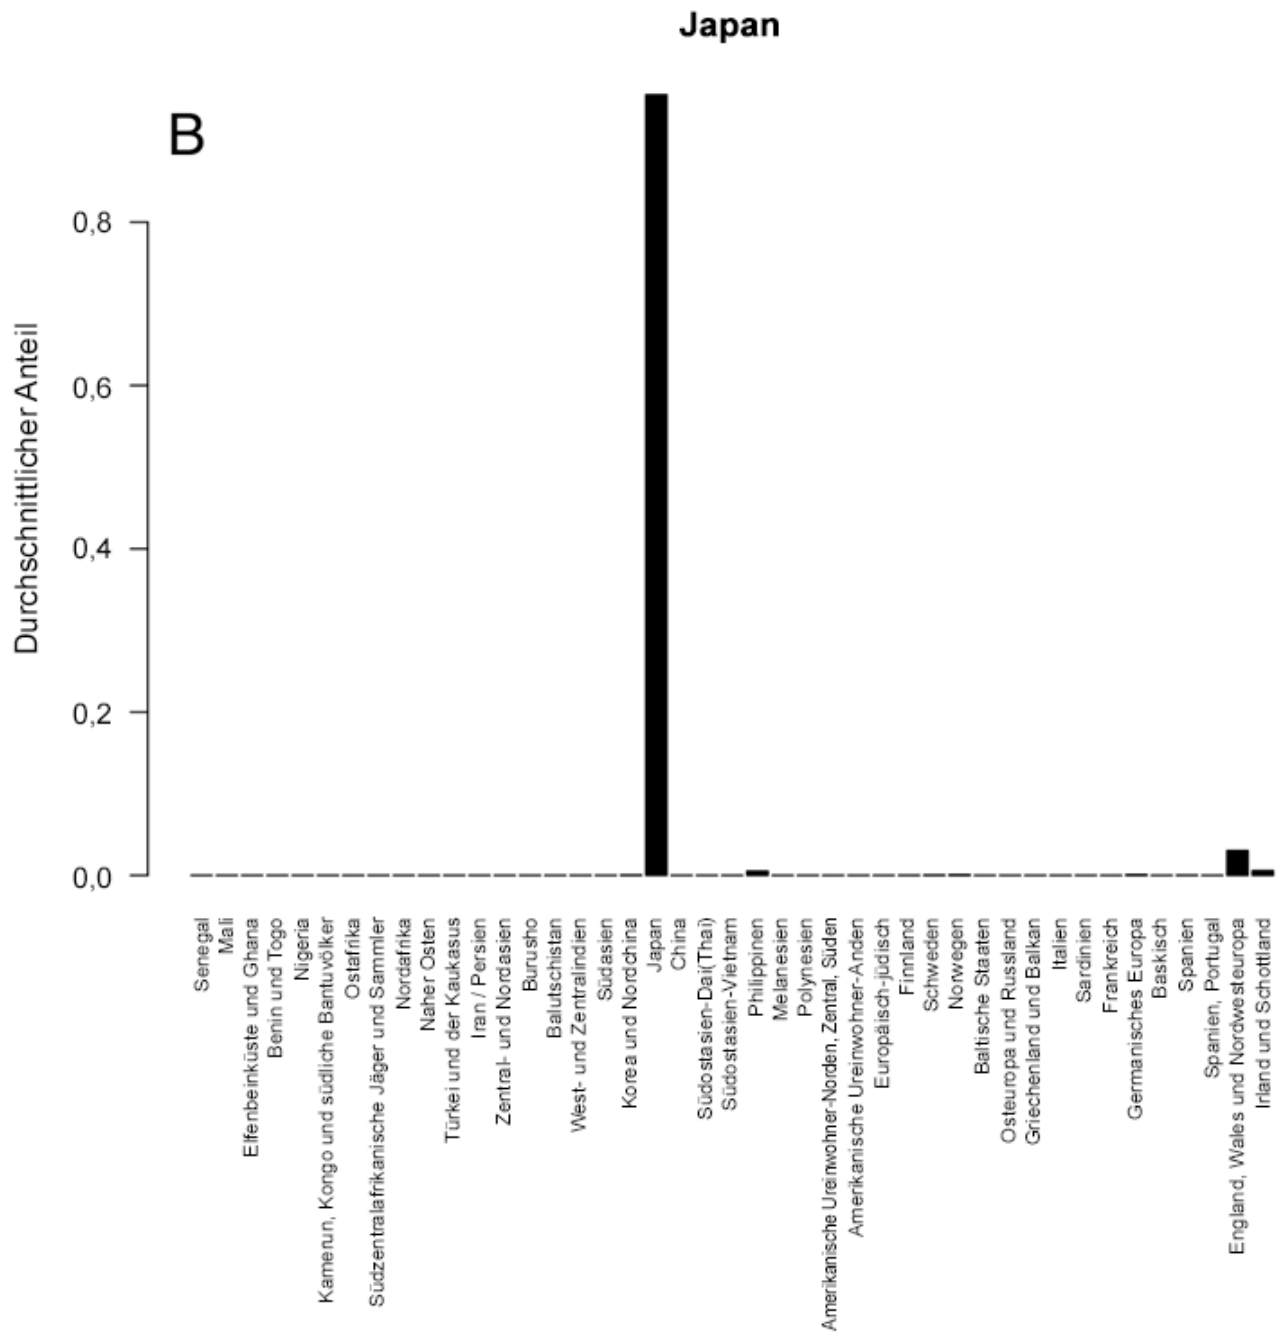 Japan
B
Durchschnittlicher Anteil
0,8
0,6
0,4
0,2
0,0
Senegal
Mali
Elfenbeinküste und Ghana
Benin und Togo
Nigeria
Kamerun, Kongo und südliche Bantuvölker
Ostafrika
Südzentralafrikanische Jäger und Sammler
Nordafrika
Naher Osten
Türkei und der Kaukasus
Iran / Persien
Zentral- und Nordasien
Burusho
Balutschistan
West- und Zentralindien
Südasien
Korea und Nordchina
Japan
China
Südostasien-Dai(Thai)
Südostasien-Vietnam
Philippinen
Melanesien
Polynesien
Amerikanische Ureinwohner-Norden, Zentral, Süden
Amerikanische Ureinwohner-Anden
Europäisch-jüdisch
Finnland
Schweden
Norwegen
Baltische Staaten
Osteuropa und Russland
Griechenland und Balkan
Italien
Sardinien
Frankreich
Germanisches Europa
Baskisch
Spanien
Spanien, Portugal
England, Wales und Nordwesteuropa
Irland und Schottland